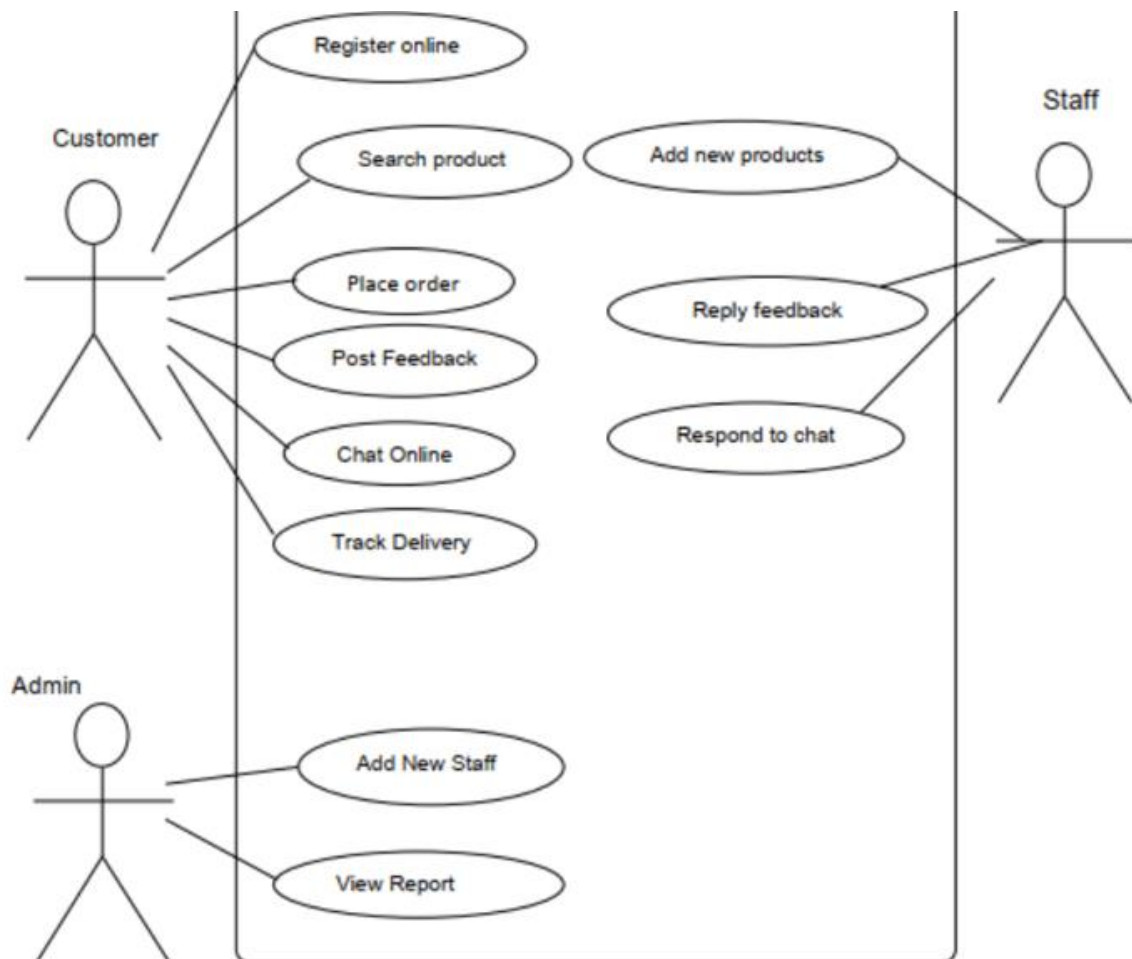 Register online
Staff
Customer
Search product
Add new products
Place order
Reply feedback
Post Feedback
Respond to chat
Chat Online
Track Delivery
Admin
Add New Staff
View Report